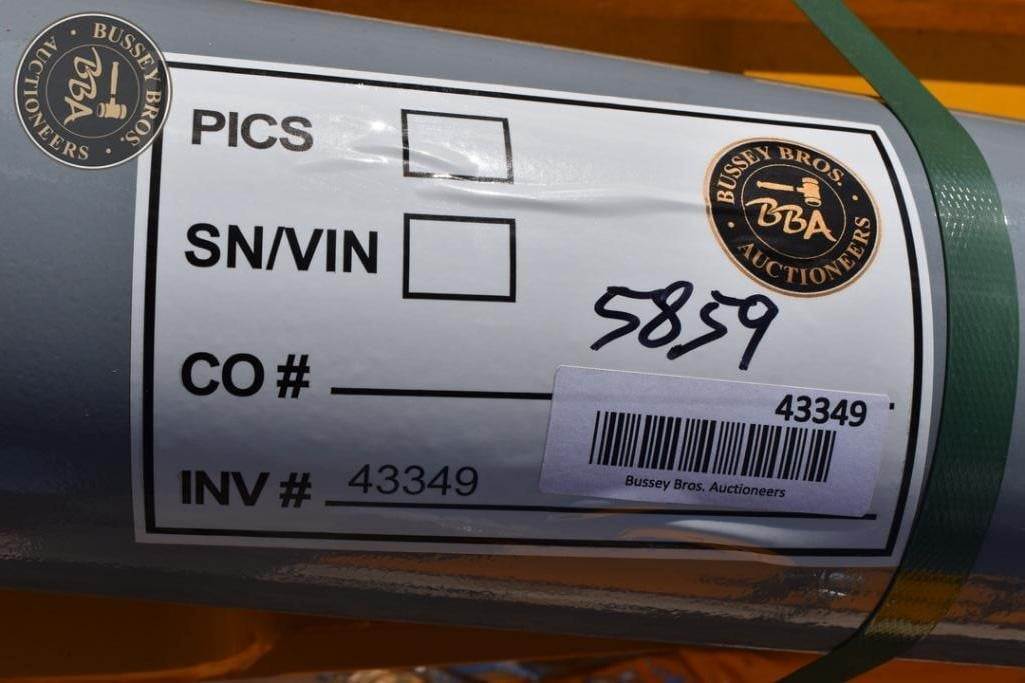 BUSSEY BROS.
BBA
AUCTIONEERS
PICS
BUSSEY BROS.
BBA
AUCTIONEERS
SN/VIN
5859
CO #
43349
Bussey Bros. Auctioneers
INV # 43349